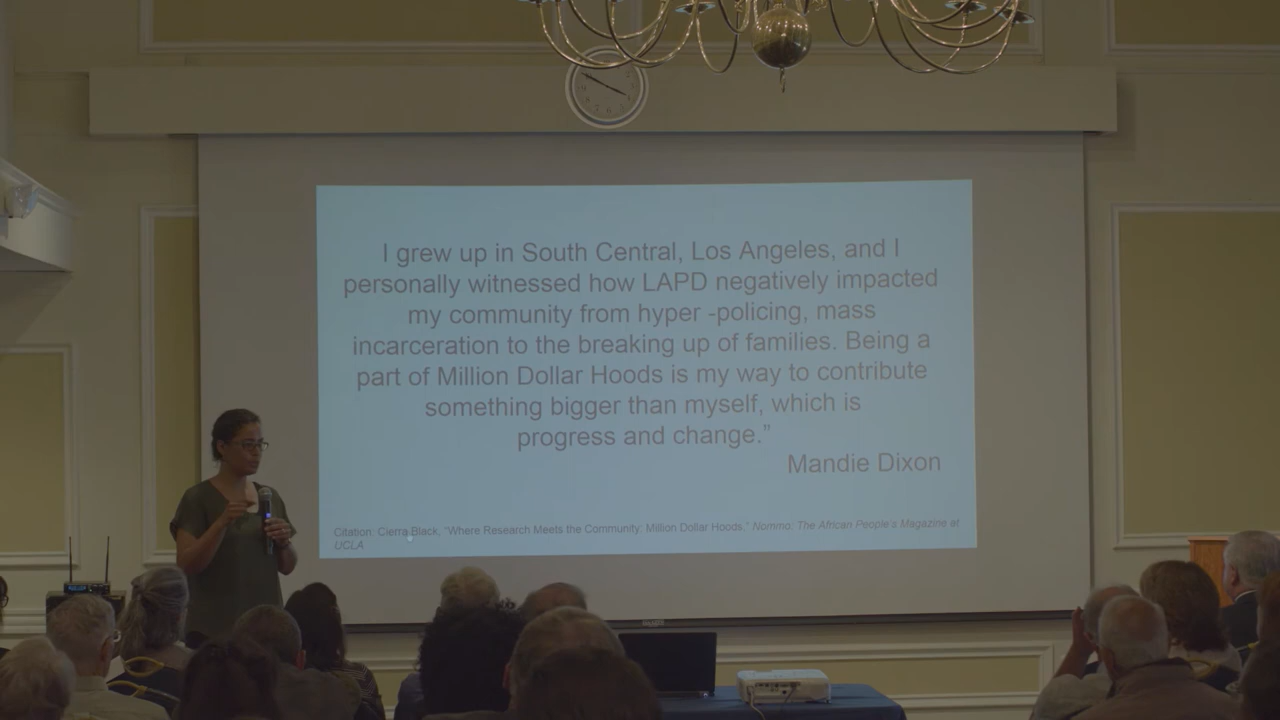 I grew up in South Central, Los Angeles, and I
personally witnessed how LAPD negatively impacted
my community from hyper -policing, mass
incarceration to the breaking up of families. Being a
part of Million Dollar Hoods is my way to contribute
something bigger than myself, which is
progress and change.”
Mandie Dixon
Citation: Cierra Black, “Where Research Meets the Community: Million Dollar Hoods,” Nommo: The African People's Magazine at
UCLA